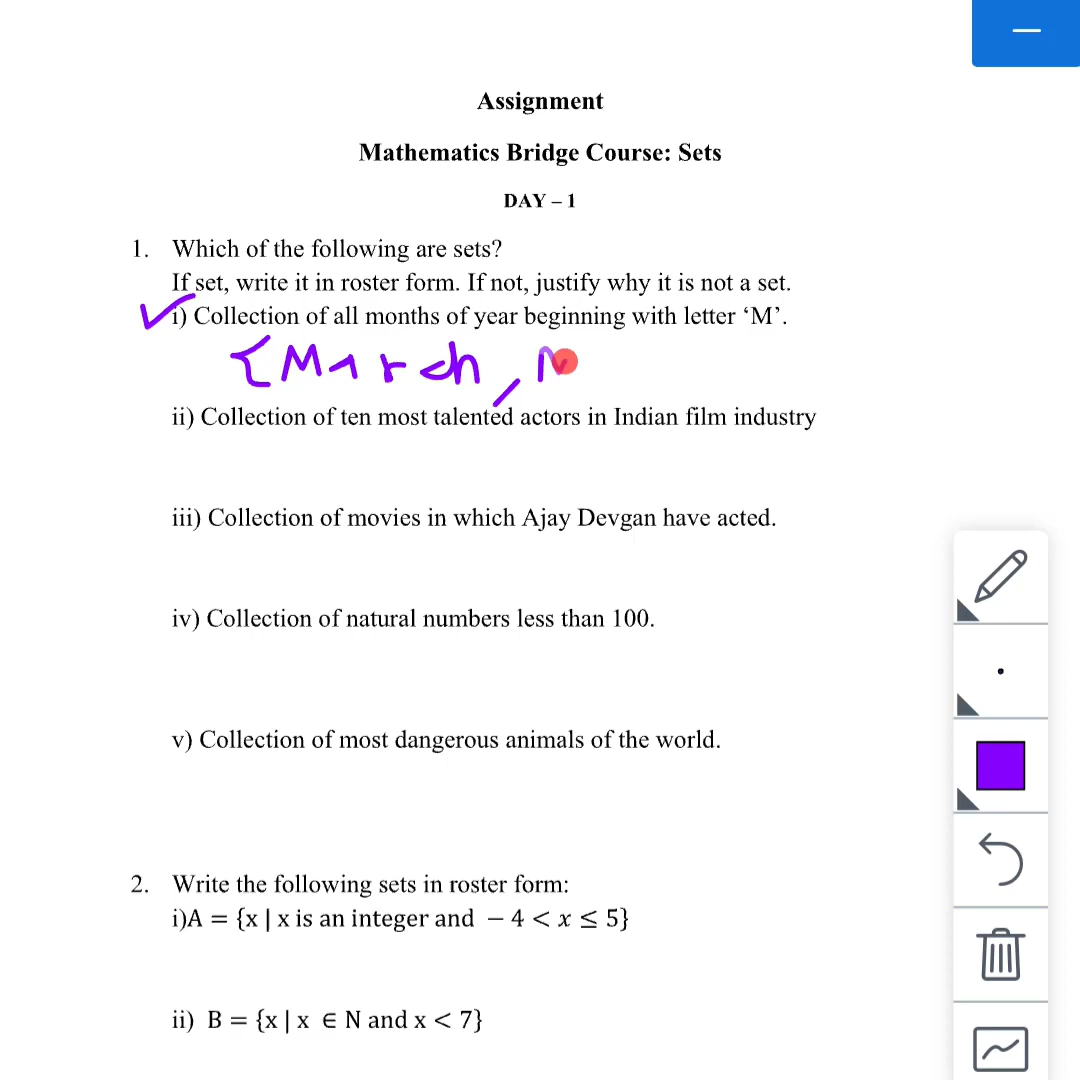 Assignment
Mathematics Bridge Course: Sets
DAY – 1
1. Which of the following are sets?
If set, write it in roster form. If not, justify why it is not a set.
i) Collection of all months of year beginning with letter ‘M’.
{March,
ii) Collection of ten most talented actors in Indian film industry
iii) Collection of movies in which Ajay Devgan have acted.
iv) Collection of natural numbers less than 100.
v) Collection of most dangerous animals of the world.
2. Write the following sets in roster form:
i)A = {x | x is an integer and − 4 < x ≤ 5}
ii) B = {x | x ∈ N and x < 7}